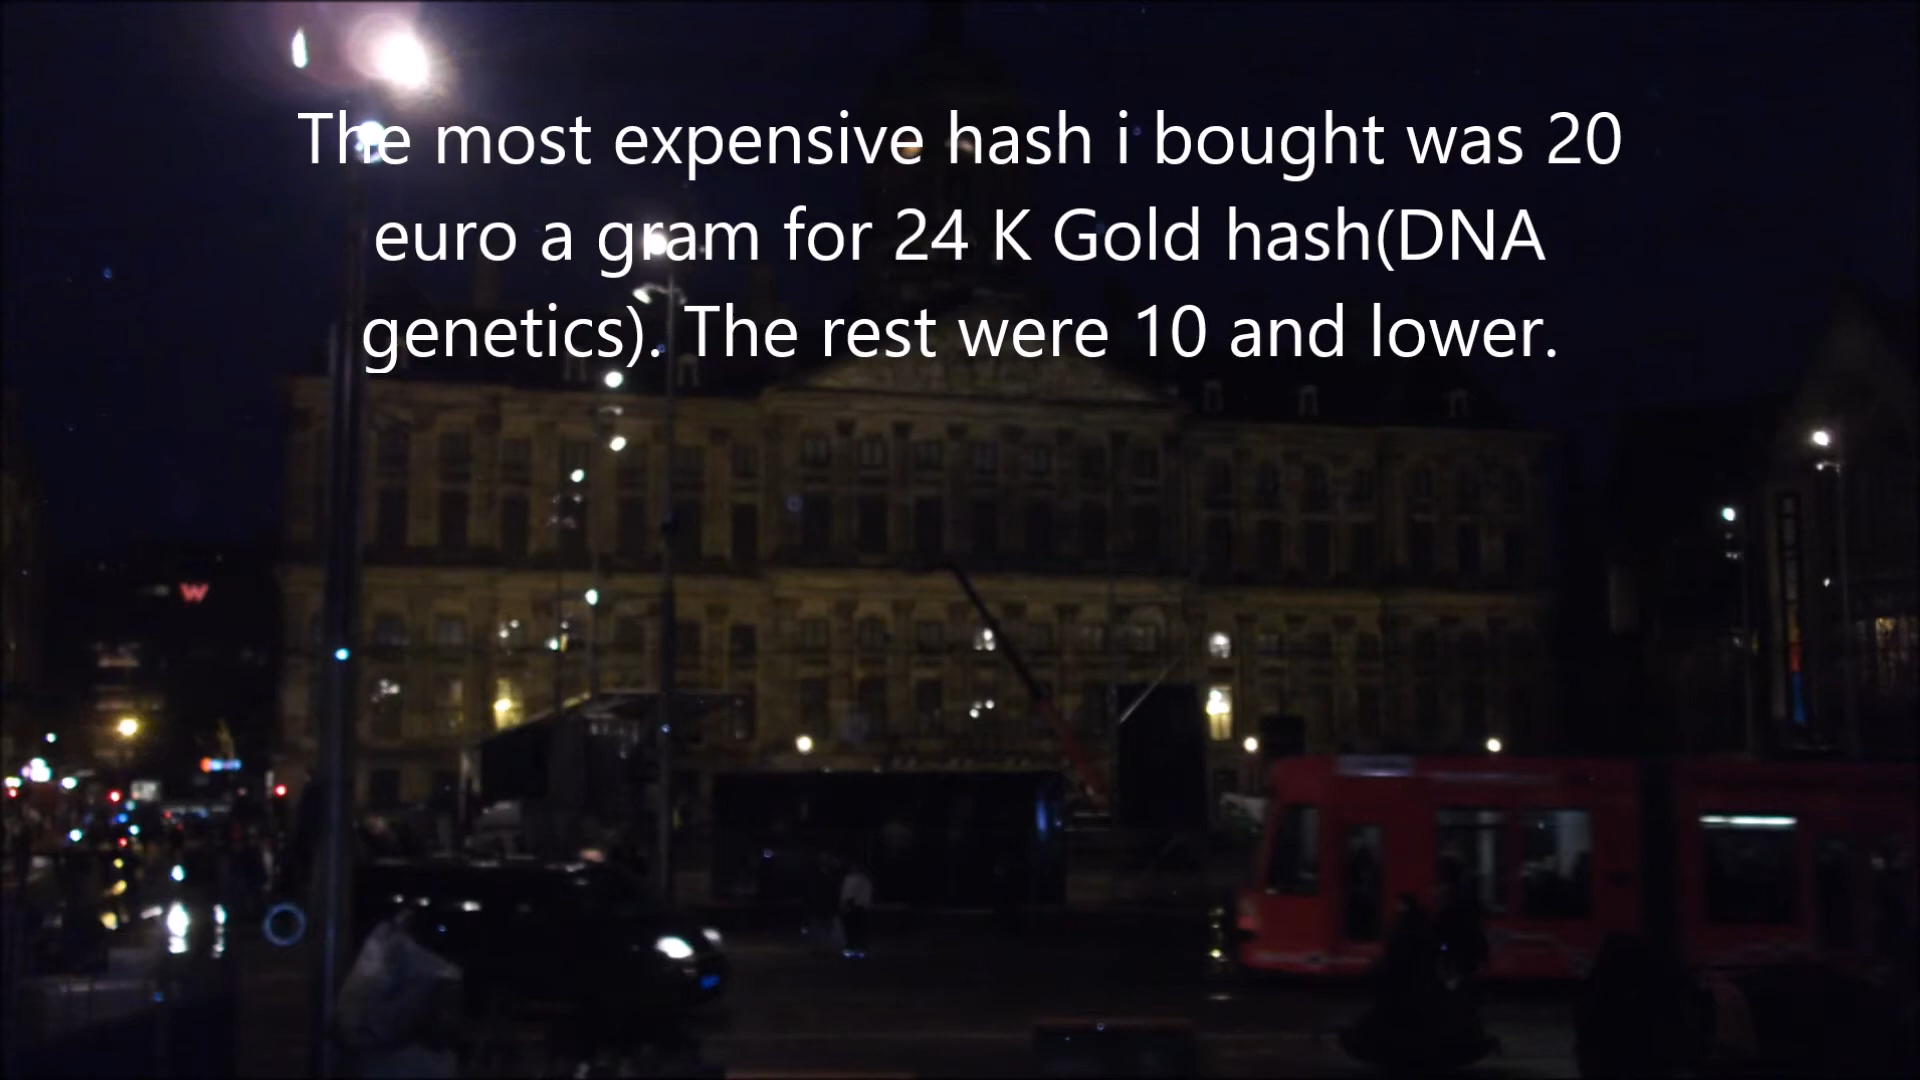 The most expensive hash i bought was 20
euro a gram for 24 K Gold hash(DNA
genetics). The rest were 10 and lower.
W